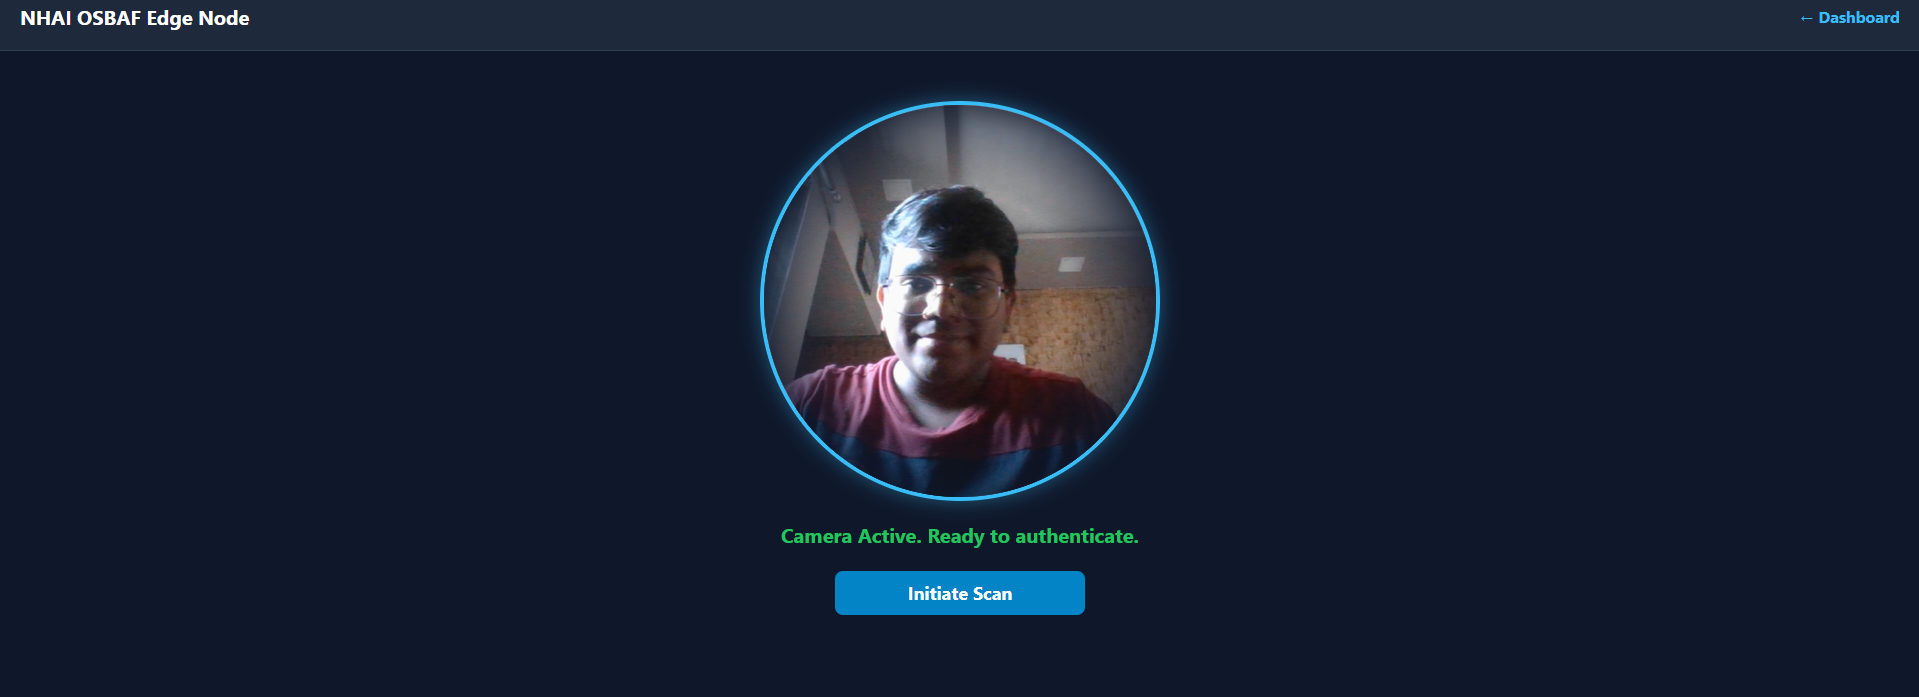 NHAI OSBAF Edge Node
← Dashboard
Camera Active. Ready to authenticate.
Initiate Scan